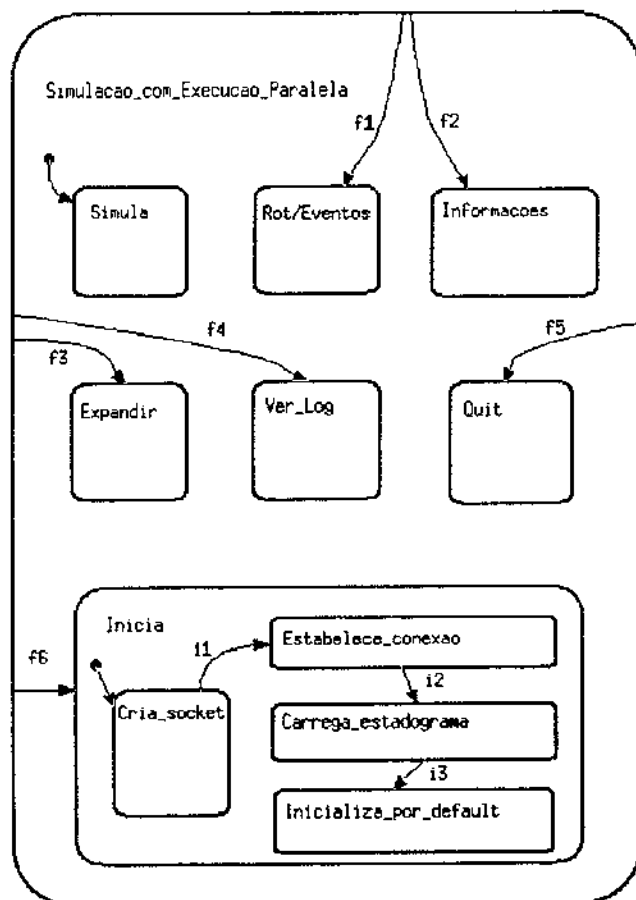 Simulacao_com_Execucao_Paralela
f1
f2
Simula
Rot/Eventos
Informacoes
f4
f5
f3
Expandir
Ver_Log
Quit
Inicia
i1
Estabelece_conexao
f6
i2
Cria_socket
Carrega_estadograma
i3
Inicializa_por_default